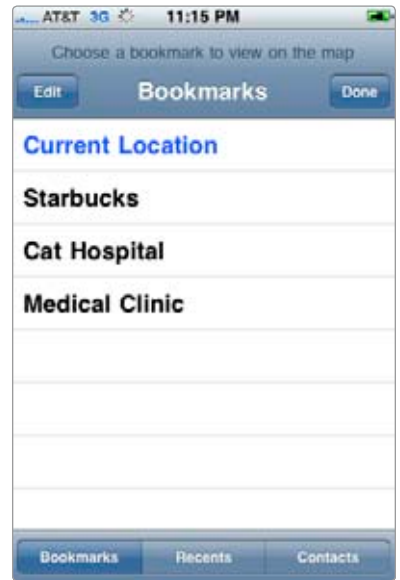 AT&T 3G 11:15 PM
Choose a bookmark to view on the map
Edit Bookmarks Done
Current Location
Starbucks
Cat Hospital
Medical Clinic
Bookmarks Recents Contacts